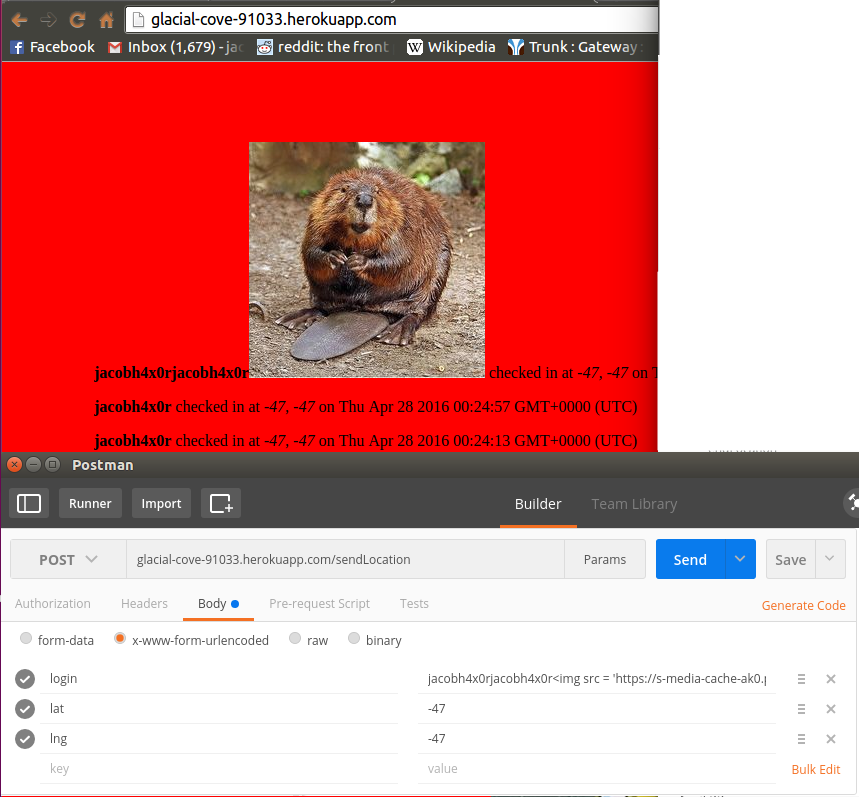 glacial-cove-91033.herokuapp.com
Facebook Inbox (1,679) - jac reddit: the front Wikipedia Trunk : Gateway :
jacobh4x0rjacobh4x0r checked in at -47, -47 on T
jacobh4x0r checked in at -47, -47 on Thu Apr 28 2016 00:24:57 GMT+0000 (UTC)
jacobh4x0r checked in at -47, -47 on Thu Apr 28 2016 00:24:13 GMT+0000 (UTC)
Postman
Runner Import Builder Team Library
POST glacial-cove-91033.herokuapp.com/sendLocation Params Send Save
Authorization Headers Body Pre-request Script Tests Generate Code
form-data x-www-form-urlencoded raw binary
login jacobh4x0rjacobh4x0r<img src = 'https://s-media-cache-ak0.p
lat -47
lng -47
key value Bulk Edit